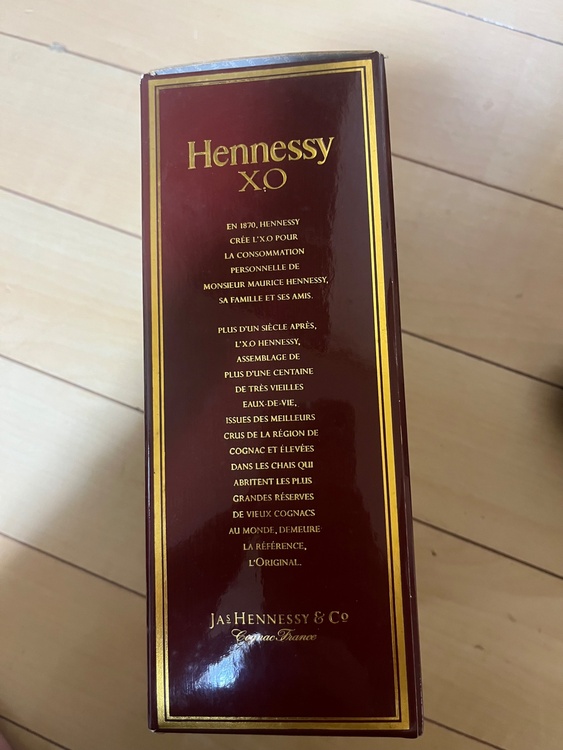 Hennessy
X.O
EN 1870, HENNESSY
CRÉE L'X.O POUR
LA CONSOMMATION
PERSONNELLE DE
MONSIEUR MAURICE HENNESSY,
SA FAMILLE ET SES AMIS.
PLUS D'UN SIÈCLE APRÈS,
L'X.O HENNESSY,
ASSEMBLAGE DE
PLUS D'UNE CENTAINE
DE TRÈS VIEILLES
EAUX-DE-VIE,
ISSUES DES MEILLEURS
CRUS DE LA RÉGION DE
COGNAC ET ÉLEVÉES
DANS LES CHAIS QUI
ABRITENT LES PLUS
GRANDES RÉSERVES
DE VIEUX COGNACS
AU MONDE, DEMEURE
LA RÉFÉRENCE,
L'ORIGINAL.
JAS HENNESSY & CO
Cognac France